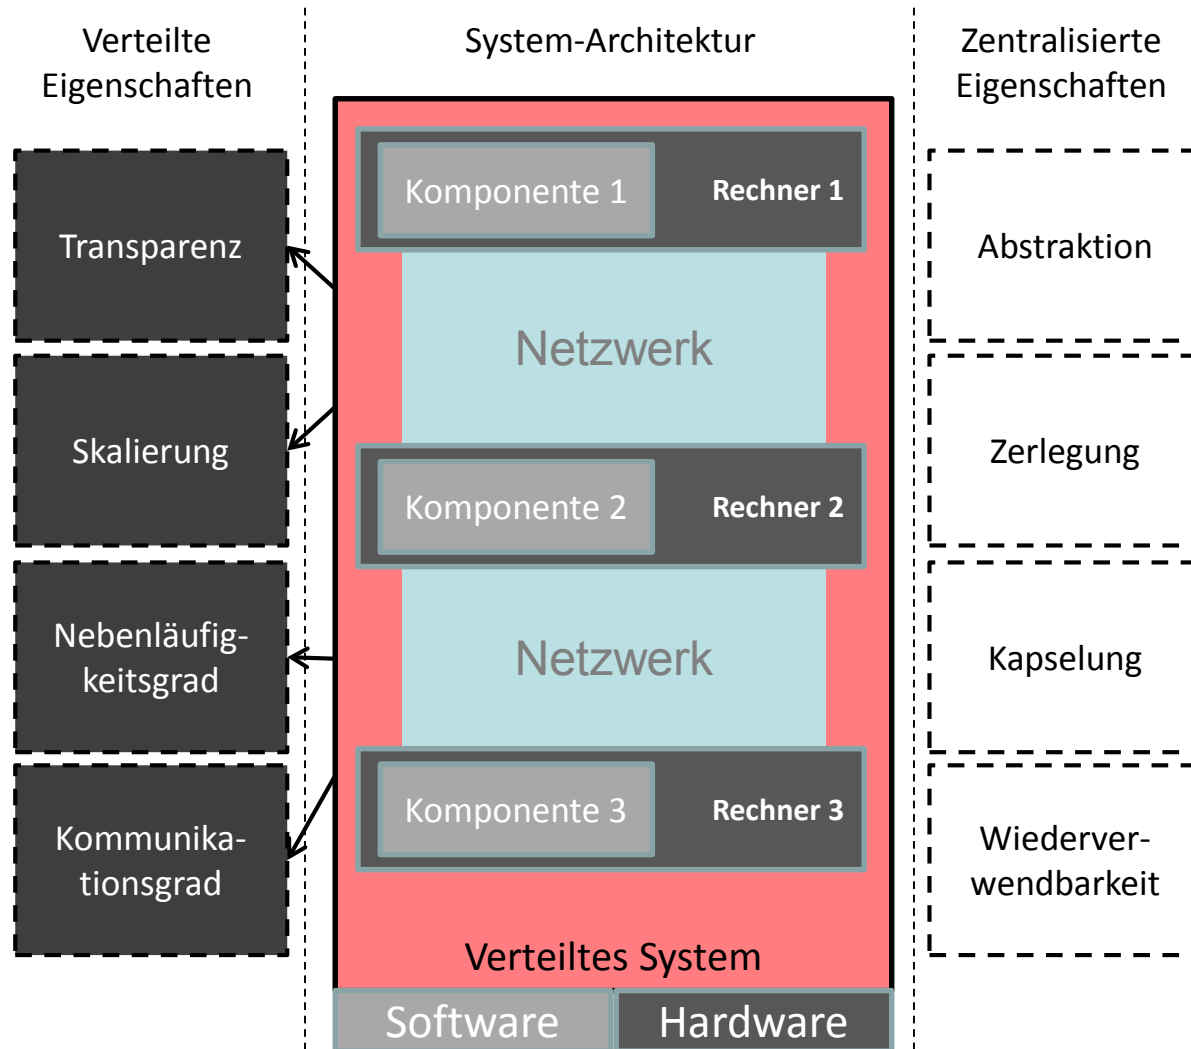 Verteilte
Eigenschaften
System-Architektur
Zentralisierte
Eigenschaften
Transparenz
Skalierung
Nebenläufig-
keitsgrad
Kommunika-
tionsgrad
Komponente 1
Rechner 1
Netzwerk
Komponente 2
Rechner 2
Netzwerk
Komponente 3
Rechner 3
Verteiltes System
Software
Hardware
Abstraktion
Zerlegung
Kapselung
Wiederver-
wendbarkeit